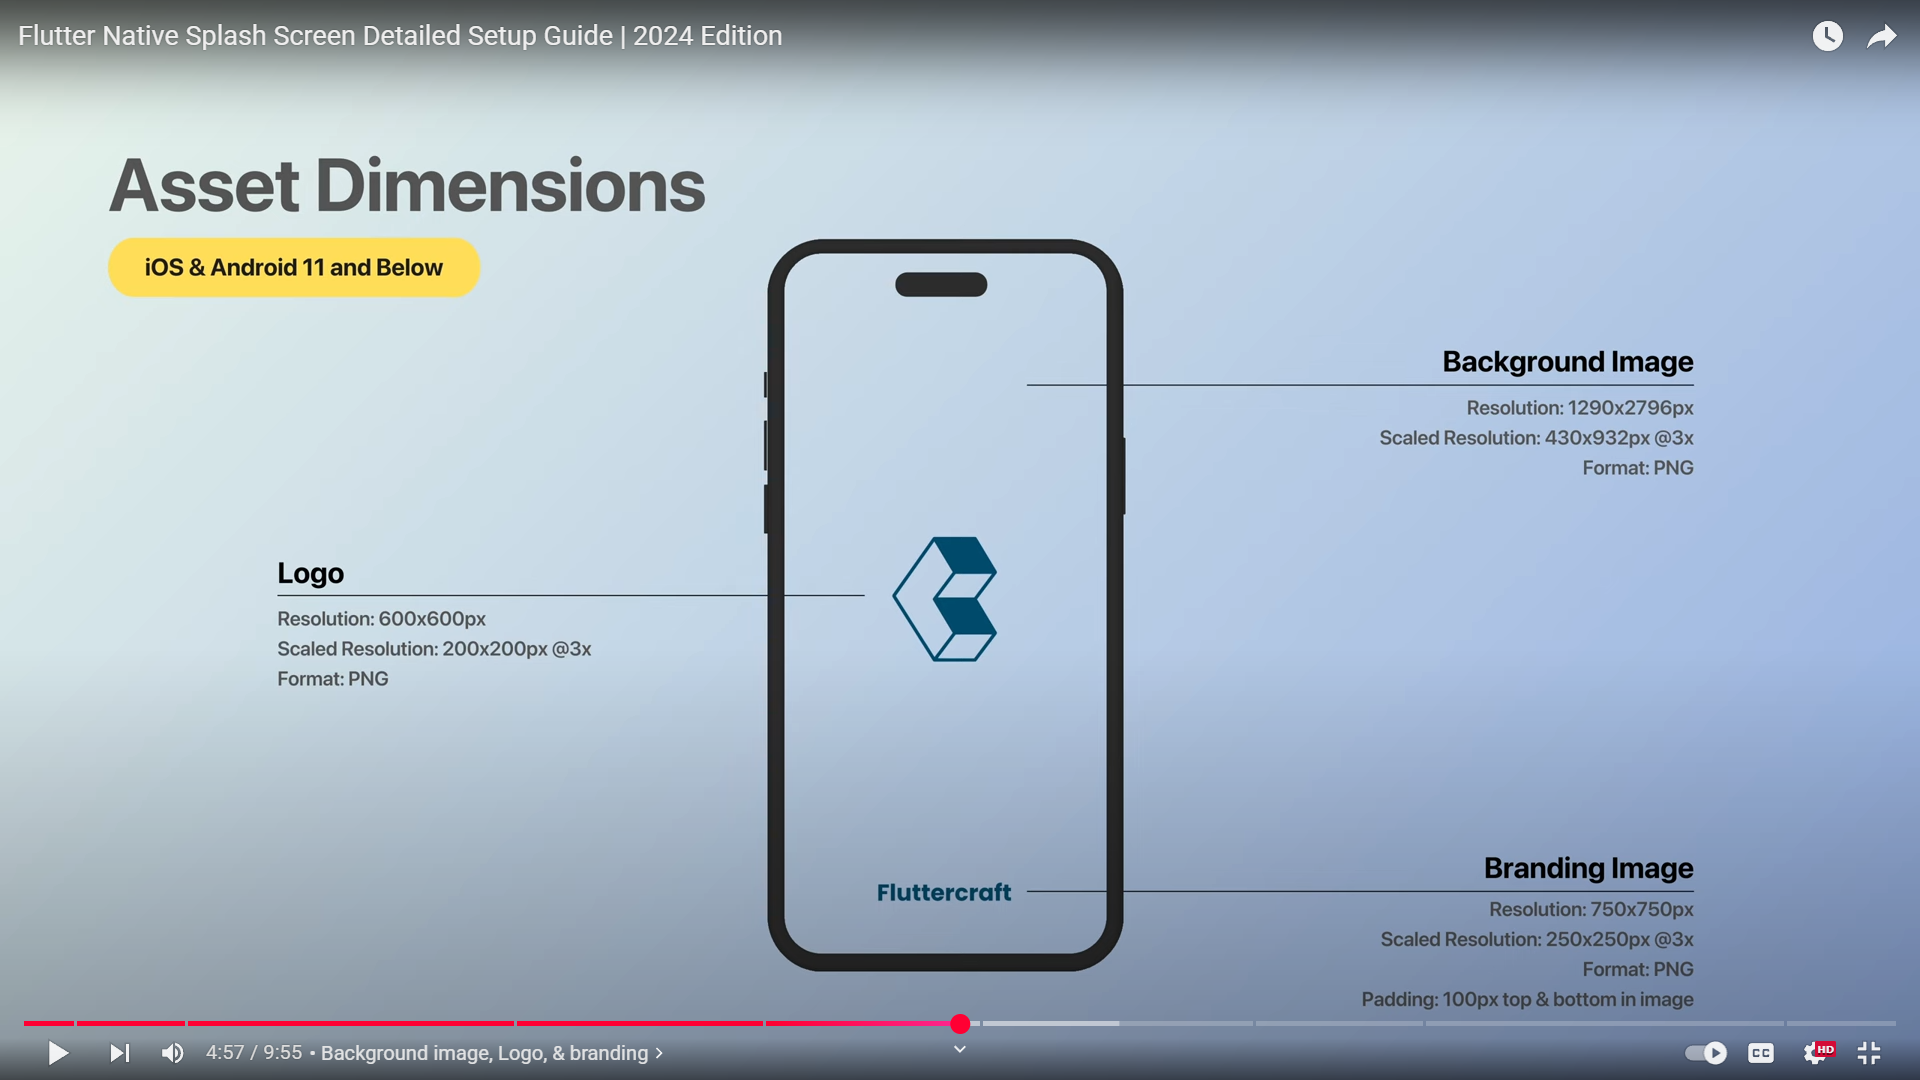 Flutter Native Splash Screen Detailed Setup Guide | 2024 Edition
Asset Dimensions
iOS & Android 11 and Below
Background Image
Resolution: 1290x2796px
Scaled Resolution: 430x932px @3x
Format: PNG
Logo
Resolution: 600x600px
Scaled Resolution: 200x200px @3x
Format: PNG
Fluttercraft
Branding Image
Resolution: 750x750px
Scaled Resolution: 250x250px @3x
Format: PNG
Padding: 100px top & bottom in image
4:57 / 9:55 • Background image, Logo, & branding
CC
HD